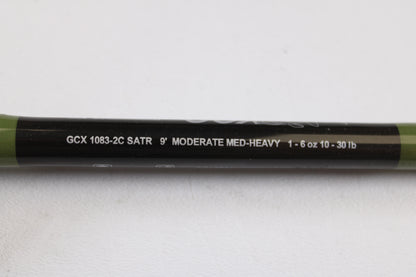 GCX 1083-2C SATR 9' MODERATE MED-HEAVY 1 - 6 oz 10 - 30 lb